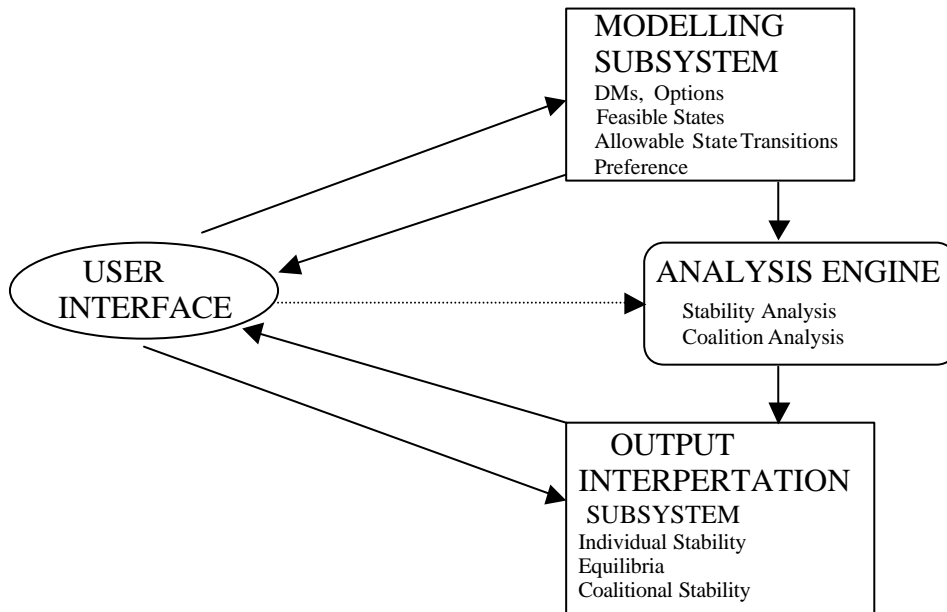 MODELLING
SUBSYSTEM
DMs, Options
Feasible States
Allowable State Transitions
Preference
USER
INTERFACE
ANALYSIS ENGINE
Stability Analysis
Coalition Analysis
OUTPUT
INTERPERTATION
SUBSYSTEM
Individual Stability
Equilibria
Coalitional Stability